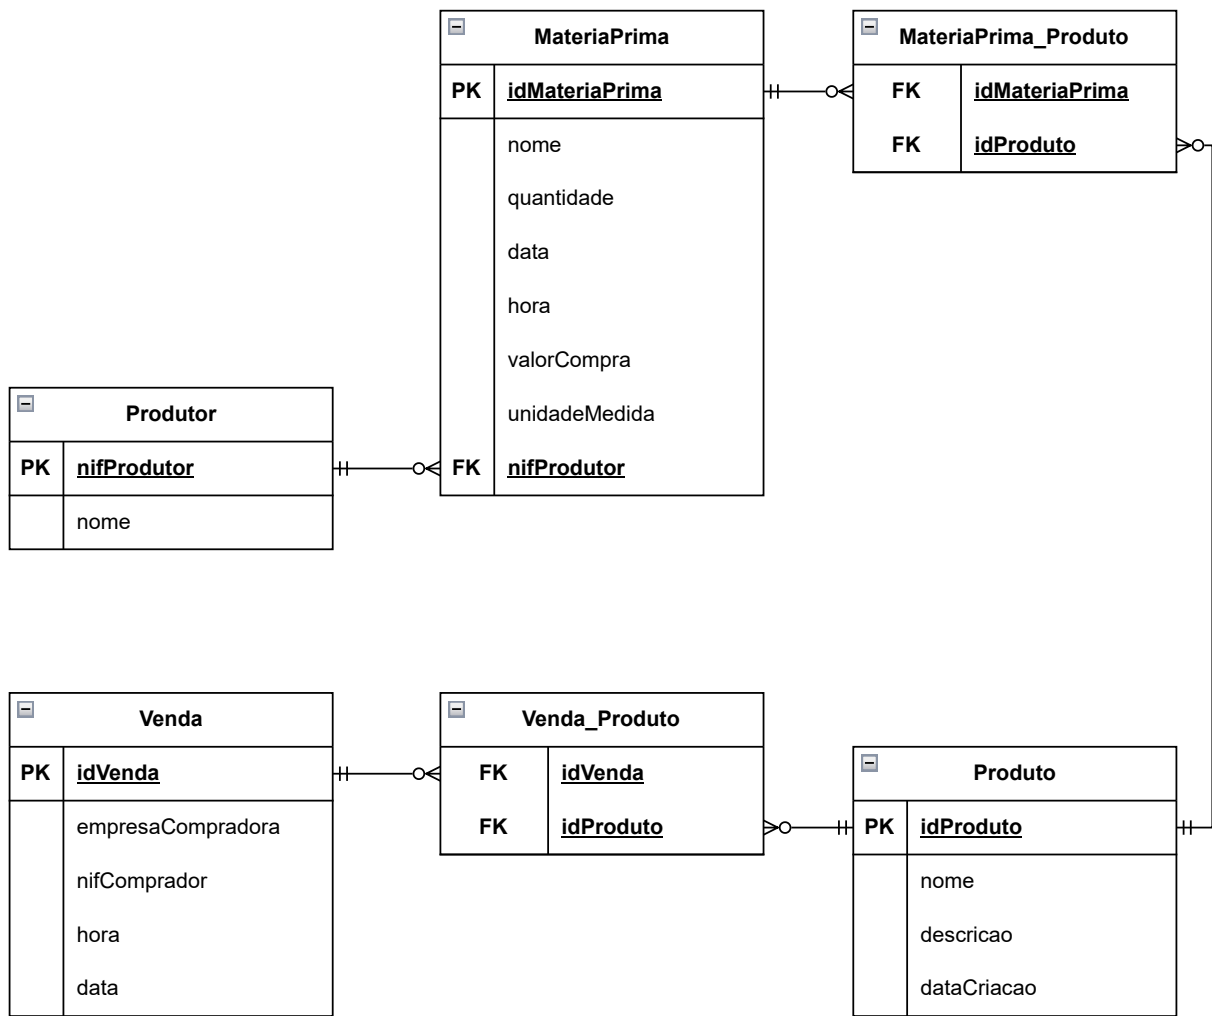 MateriaPrima
PK idMateriaPrima
nome
quantidade
data
hora
valorCompra
unidadeMedida
FK nifProdutor
MateriaPrima_Produto
FK idMateriaPrima
FK idProduto
Produtor
PK nifProdutor
nome
Venda
PK idVenda
empresaCompradora
nifComprador
hora
data
Venda_Produto
FK idVenda
FK idProduto
Produto
PK idProduto
nome
descricao
dataCriacao